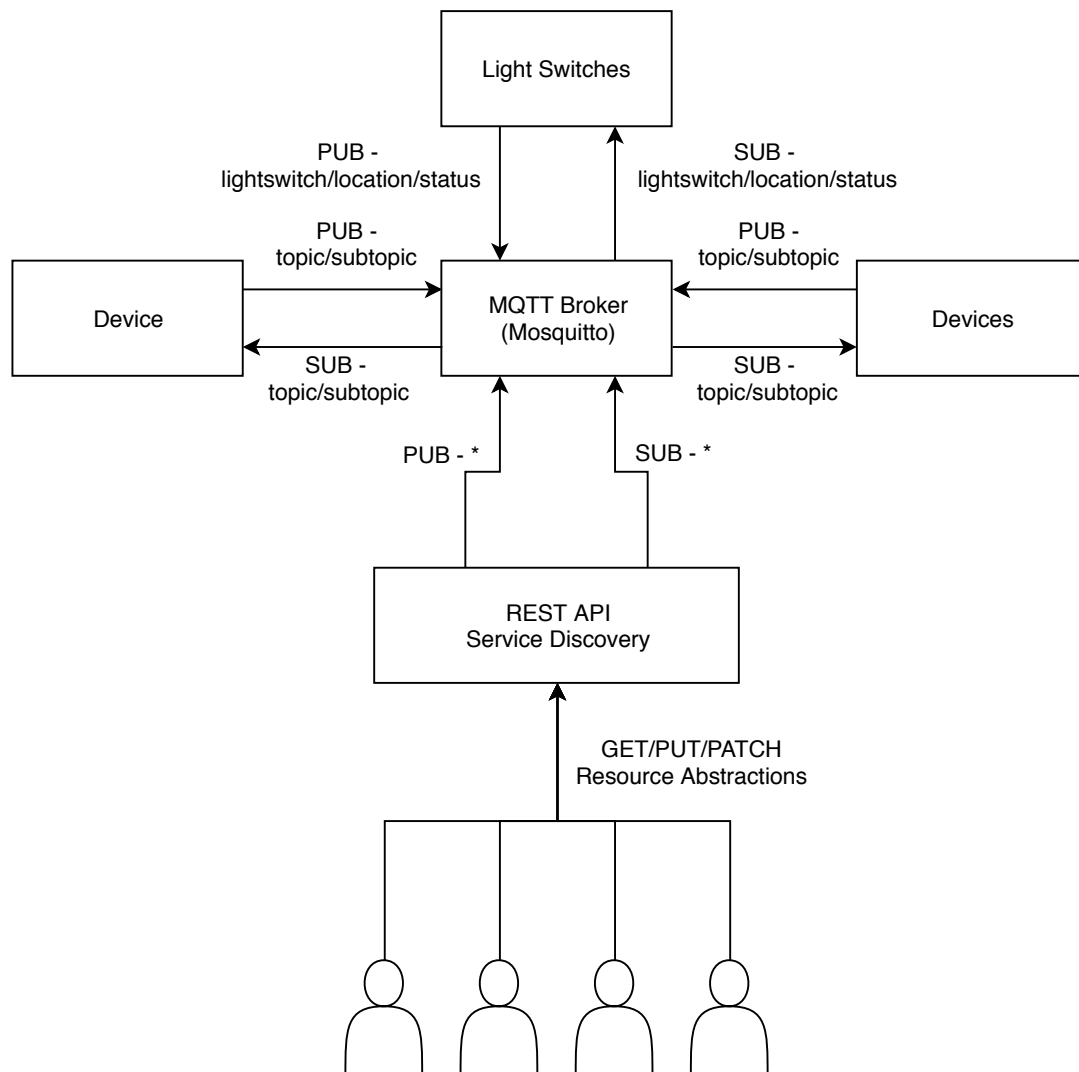 Light Switches
PUB -
lightswitch/location/status
SUB -
lightswitch/location/status
PUB -
topic/subtopic
PUB -
topic/subtopic
Device
MQTT Broker
(Mosquitto)
Devices
SUB -
topic/subtopic
SUB -
topic/subtopic
PUB - *
SUB - *
REST API
Service Discovery
GET/PUT/PATCH
Resource Abstractions